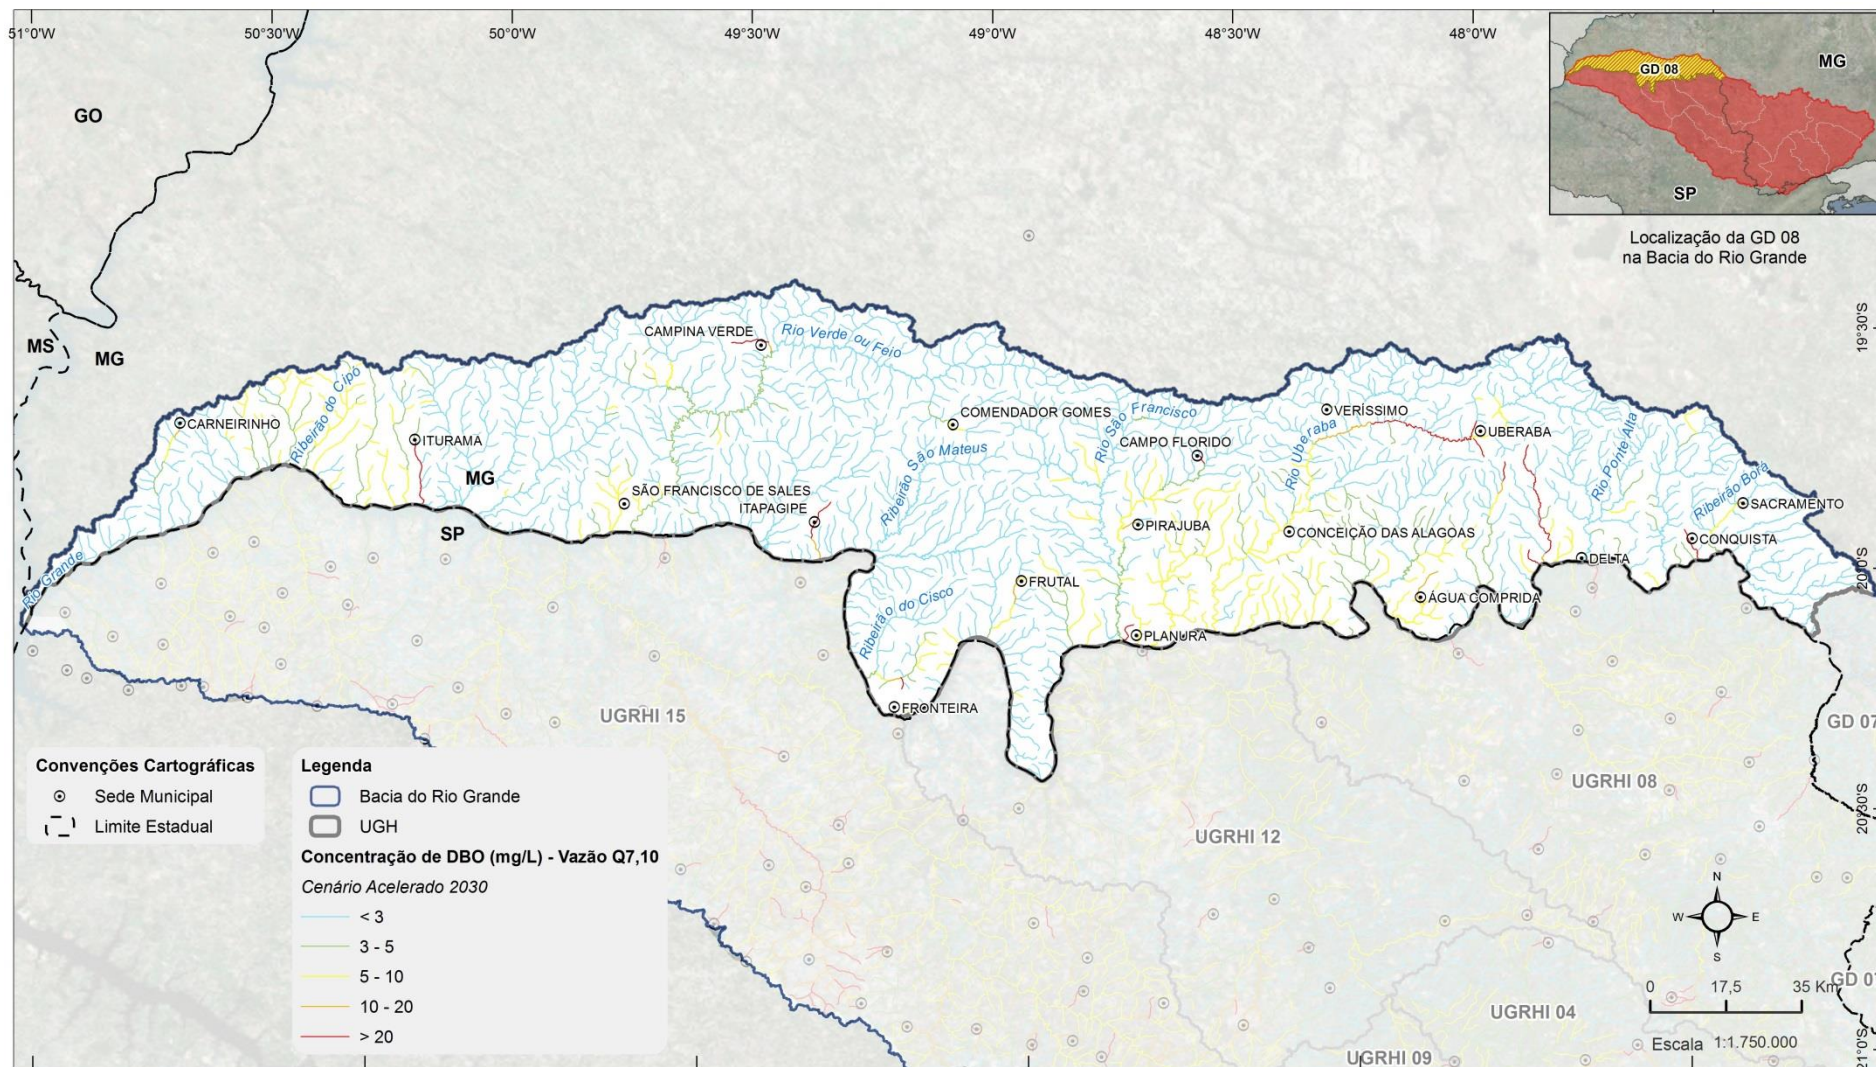 51°0'W
50°30'W
50°0'W
49°30'W
49°0'W
48°30'W
48°0'W
GO
MG
GD 08
SP
Localização da GD 08
na Bacia do Rio Grande
19°30'S
MS
MG
CAMPINA VERDE
Rio Verde ou Feio
CARNEIRINHO
Ribeirão do Cipó
ITURAMA
MG
SÃO FRANCISCO DE SALES
ITAPAGIPE
COMENDADOR GOMES
Ribeirão São Mateus
Rio São Francisco
CAMPO FLORIDO
VERÍSSIMO
Rio Uberaba
UBERABA
Rio Ponte Alta
Ribeirão Borá
SACRAMENTO
PIRAJUBA
CONCEIÇÃO DAS ALAGOAS
CONQUISTA
DELTA
SP
Rio Grande
20°0'S
FRUTAL
ÁGUA COMPRIDA
Ribeirão do Cisco
PLANURA
FRONTEIRA
UGRHI 15
GD 07
UGRHI 08
UGRHI 12
20°30'S
Convenções Cartográficas
Sede Municipal
Limite Estadual
Legenda
Bacia do Rio Grande
UGH
Concentração de DBO (mg/L) - Vazão Q7,10
Cenário Acelerado 2030
< 3
3 - 5
5 - 10
10 - 20
> 20
N
W
E
S
0
17,5
35 Km
GD 07
UGRHI 04
Escala 1:1.750.000
UGRHI 09
21°0'S